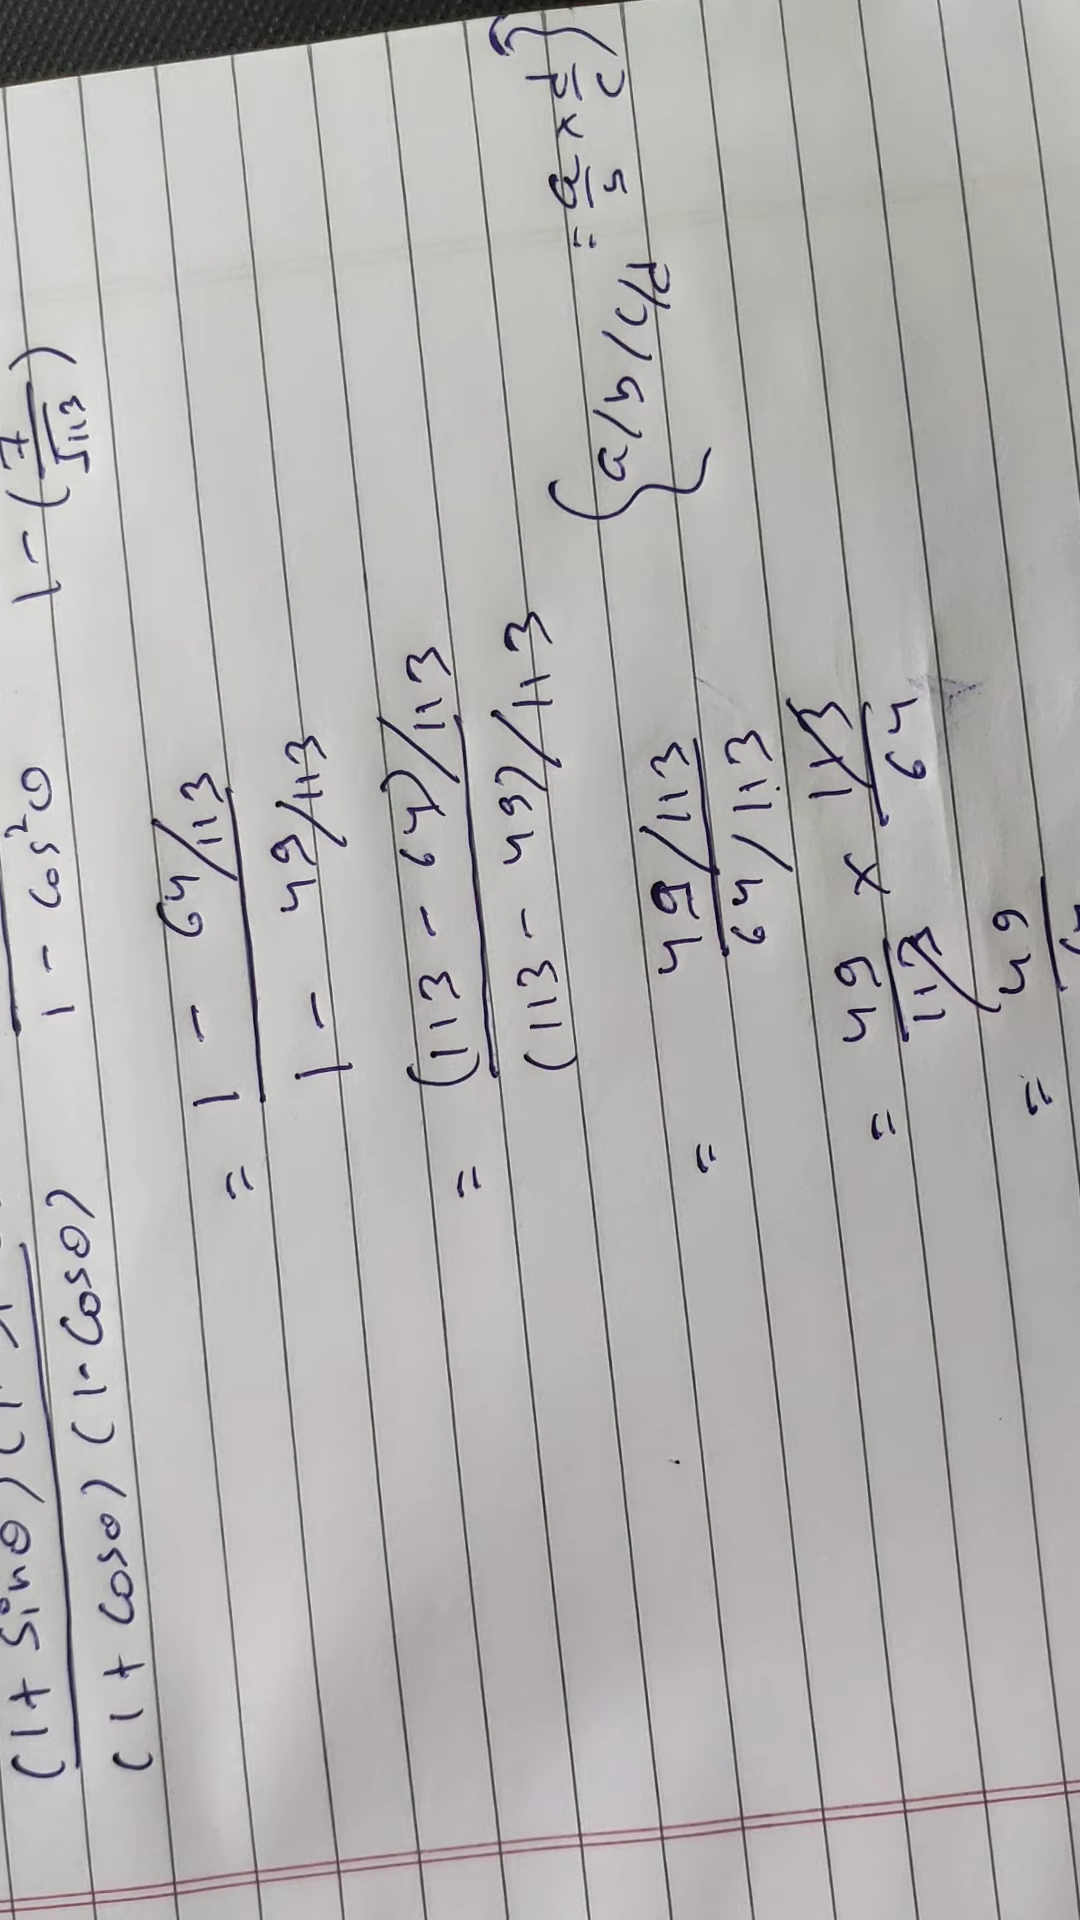 (1+ Sinθ)(1
(1+ cosθ) (1-Cosθ)
1 - cos²θ
1-(7/√113)
= 1 - 64/113
1 - 49/113
= (113 - 64)/113
(113 - 49)/113
= 49/113
64/113
{a/b/c/d = a/b x d/c}
= 49/113 x 113/64
= 49